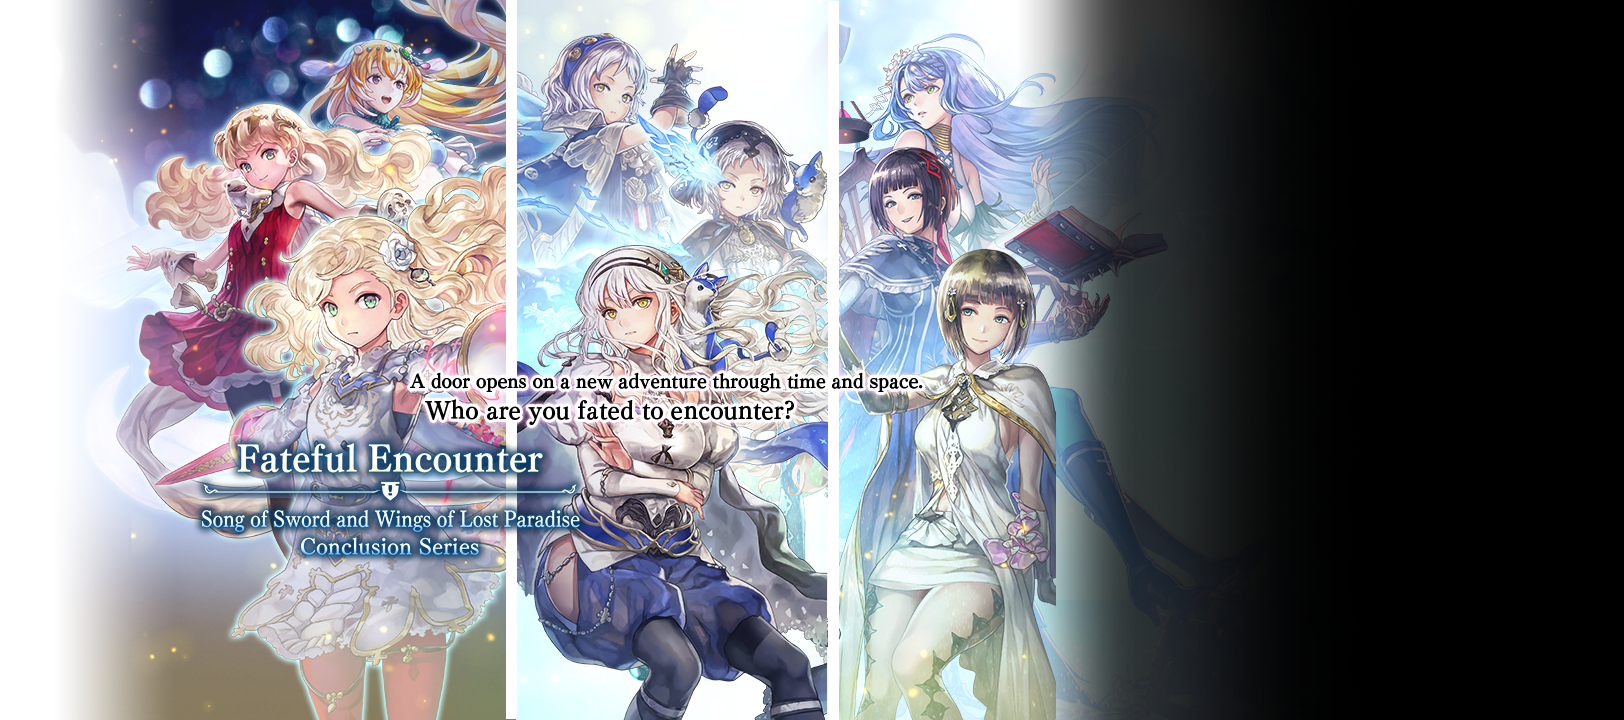 A door opens on a new adventure through time and space.
Who are you fated to encounter?
Fateful Encounter
Song of Sword and Wings of Lost Paradise
Conclusion Series